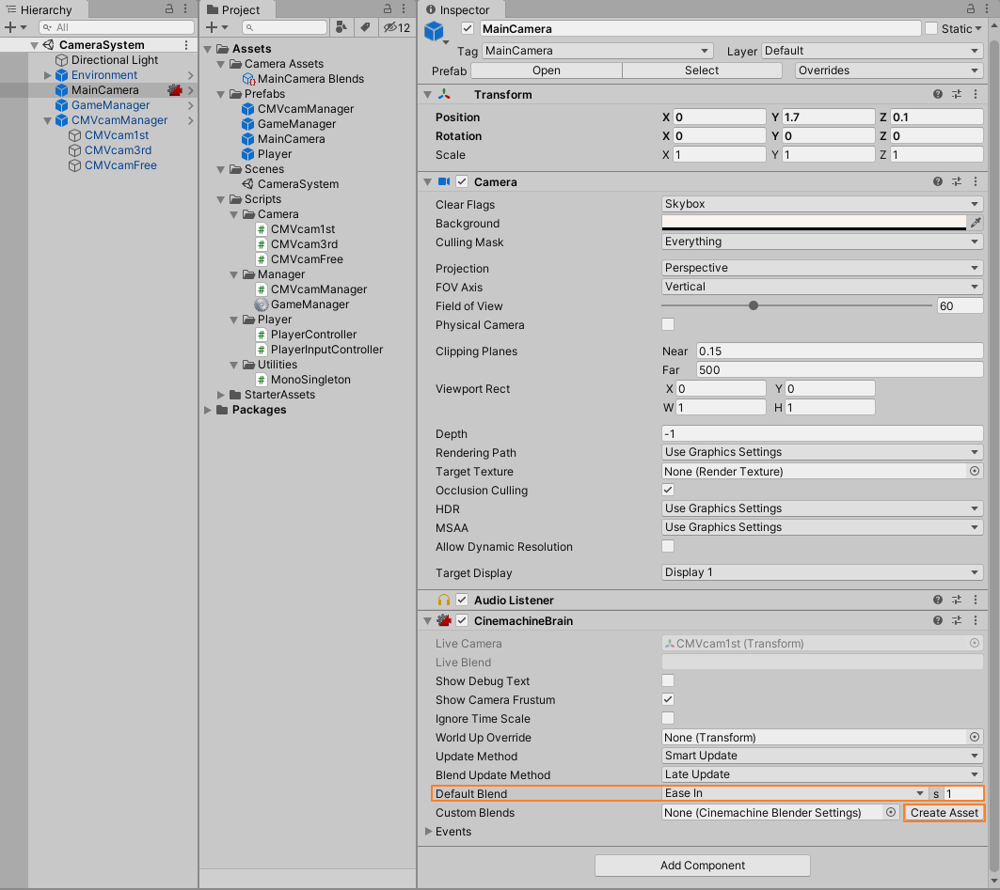 Hierarchy
All
CameraSystem
Directional Light
Environment
MainCamera
GameManager
CMVcamManager
CMVcam1st
CMVcam3rd
CMVcamFree
Project
12
Assets
Camera Assets
MainCamera Blends
Prefabs
CMVcamManager
GameManager
MainCamera
Player
Scenes
CameraSystem
Scripts
Camera
# CMVcam1st
# CMVcam3rd
# CMVcamFree
Manager
# CMVcamManager
GameManager
Player
# PlayerController
# PlayerInputController
Utilities
# MonoSingleton
StarterAssets
Packages
Inspector
MainCamera Static
Tag MainCamera Layer Default
Prefab Open Select Overrides
Transform
Position X 0 Y 1.7 Z 0.1
Rotation X 0 Y 0 Z 0
Scale X 1 Y 1 Z 1
Camera
Clear Flags Skybox
Background
Culling Mask Everything
Projection Perspective
FOV Axis Vertical
Field of View 60
Physical Camera
Clipping Planes Near 0.15
Far 500
Viewport Rect X 0 Y 0
W 1 H 1
Depth -1
Rendering Path Use Graphics Settings
Target Texture None (Render Texture)
Occlusion Culling
HDR Use Graphics Settings
MSAA Use Graphics Settings
Allow Dynamic Resolution
Target Display Display 1
Audio Listener
CinemachineBrain
Live Camera CMVcam1st (Transform)
Live Blend
Show Debug Text
Show Camera Frustum
Ignore Time Scale
World Up Override None (Transform)
Update Method Smart Update
Blend Update Method Late Update
Default Blend Ease In s 1
Custom Blends None (Cinemachine Blender Settings) Create Asset
Events
Add Component